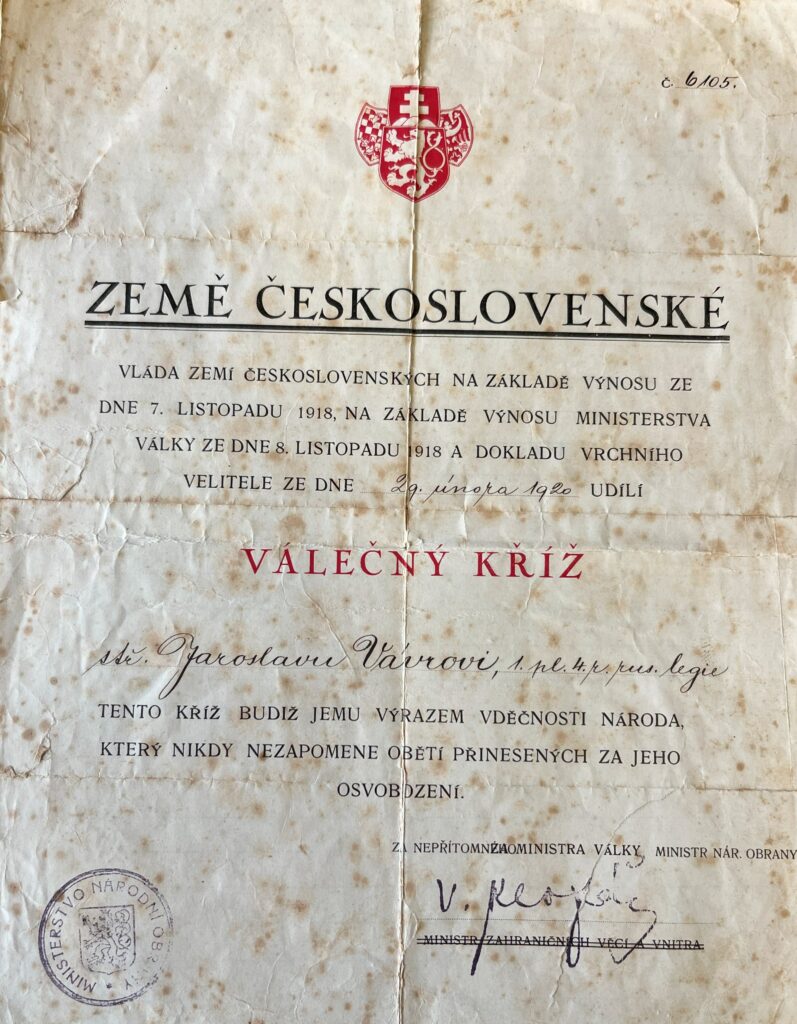 č. 6105.
ZEMĚ ČESKOSLOVENSKÉ
VLÁDA ZEMÍ ČESKOSLOVENSKÝCH NA ZÁKLADĚ VÝNOSU ZE
DNE 7. LISTOPADU 1918, NA ZÁKLADĚ VÝNOSU MINISTERSTVA
VÁLKY ZE DNE 8. LISTOPADU 1918 A DOKLADU VRCHNÍHO
VELITELE ZE DNE 29. února 1920 UDÍLÍ
VÁLEČNÝ KŘÍŽ
stř. Jaroslavu Vávrovi, 1. pl. 4. r. rus. legie
TENTO KŘÍŽ BUDIŽ JEMU VÝRAZEM VDĚČNOSTI NÁRODA,
KTERÝ NIKDY NEZAPOMENE OBĚTÍ PŘINESENÝCH ZA JEHO
OSVOBOZENÍ.
ZA MINISTRA VÁLKY MINISTR NÁR. OBRANY
V.
MINISTR ZAHRANIČNÍCH VĚCÍ A VNITRA
MINISTERSTVO NÁRODNÍ OBRANY